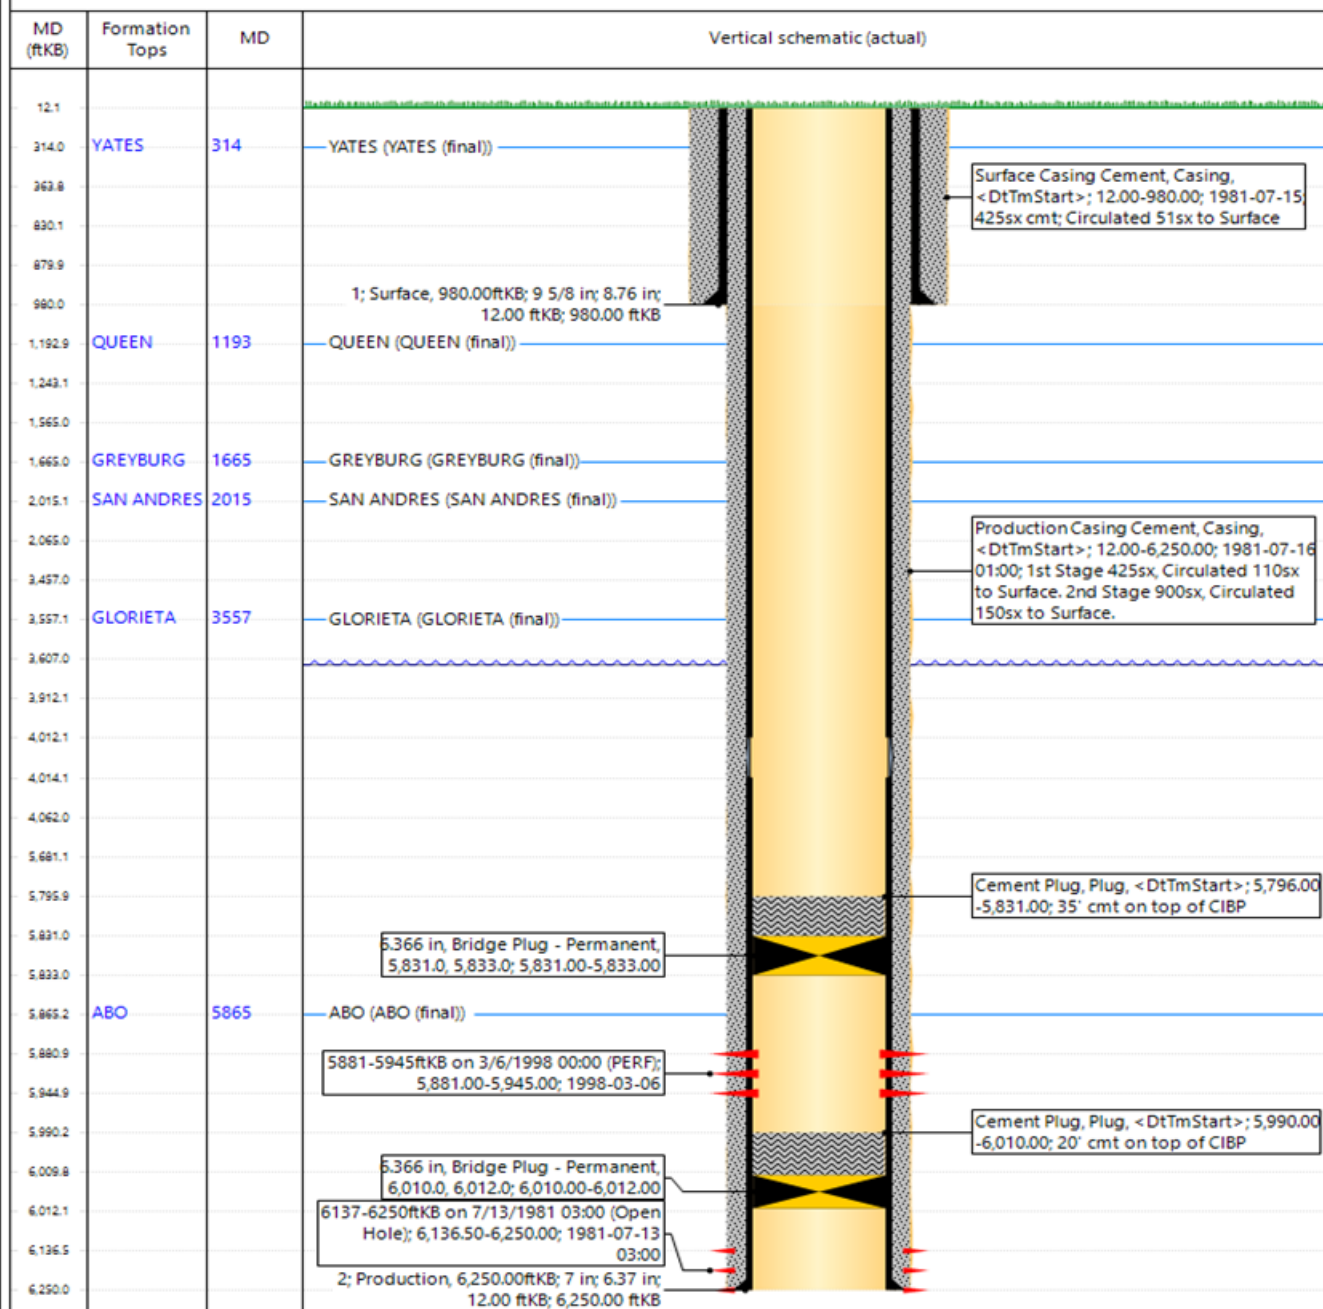 MD
(ftKB)
Formation
Tops
MD
Vertical schematic (actual)
12.1
314.0 YATES 314 YATES (YATES (final))
363.8
Surface Casing Cement, Casing,
<DtTmStart>; 12.00-980.00; 1981-07-15;
425sx cmt; Circulated 51sx to Surface
830.1
879.9
980.0
1; Surface, 980.00ftKB; 9 5/8 in; 8.76 in;
12.00 ftKB; 980.00 ftKB
1,192.9 QUEEN 1193 QUEEN (QUEEN (final))
1,243.1
1,565.0
1,665.0 GREYBURG 1665 GREYBURG (GREYBURG (final))
2,015.1 SAN ANDRES 2015 SAN ANDRES (SAN ANDRES (final))
2,065.0
3,457.0
Production Casing Cement, Casing,
<DtTmStart>; 12.00-6,250.00; 1981-07-16
01:00; 1st Stage 425sx, Circulated 110sx
to Surface. 2nd Stage 900sx, Circulated
150sx to Surface.
3,557.1 GLORIETA 3557 GLORIETA (GLORIETA (final))
3,607.0
3,912.1
4,012.1
4,014.1
4,062.0
5,681.1
5,795.9
Cement Plug, Plug, <DtTmStart>; 5,796.00
-5,831.00; 35' cmt on top of CIBP
5,831.0
6.366 in, Bridge Plug - Permanent,
5,831.0, 5,833.0; 5,831.00-5,833.00
5,833.0
5,865.2 ABO 5865 ABO (ABO (final))
5,880.9
5881-5945ftKB on 3/6/1998 00:00 (PERF);
5,881.00-5,945.00; 1998-03-06
5,944.9
5,990.2
Cement Plug, Plug, <DtTmStart>; 5,990.00
-6,010.00; 20' cmt on top of CIBP
6,009.8
6.366 in, Bridge Plug - Permanent,
6,010.0, 6,012.0; 6,010.00-6,012.00
6,012.1
6137-6250ftKB on 7/13/1981 03:00 (Open
Hole); 6,136.50-6,250.00; 1981-07-13
03:00
6,136.5
6,250.0
2; Production, 6,250.00ftKB; 7 in; 6.37 in;
12.00 ftKB; 6,250.00 ftKB